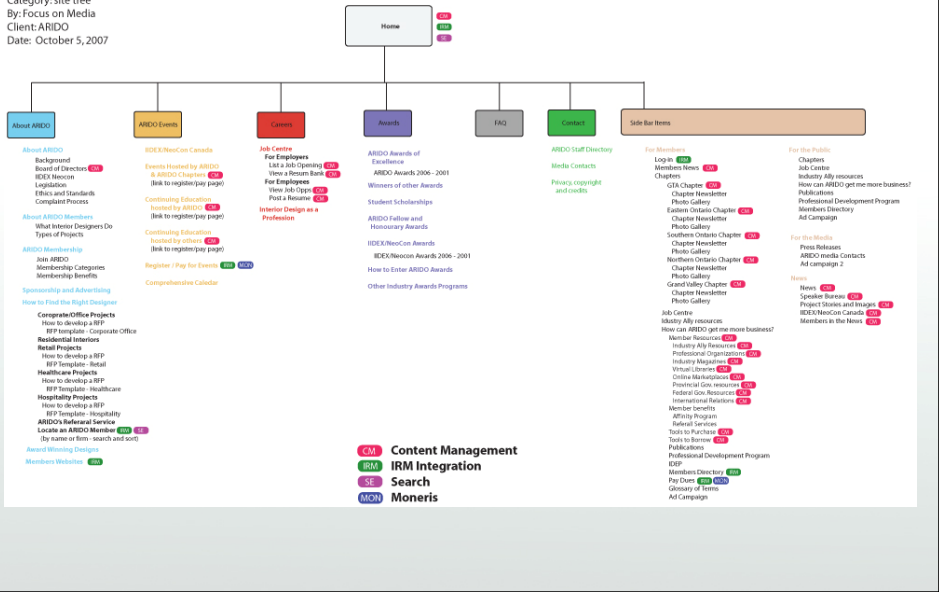 Category: site tree
By: Focus on Media
Client: ARIDO
Date: October 5, 2007
Home
CM
IRM
SE
About ARIDO
ARIDO Events
Careers
Awards
FAQ
Contact
Side Bar Items
About ARIDO
Background
Board of Directors CM
IIDEX Neocon
Legislation
Ethics and Standards
Complaint Process
About ARIDO Members
What Interior Designers Do
Types of Projects
ARIDO Membership
Join ARIDO
Membership Categories
Membership Benefits
Sponsorship and Advertising
How to Find the Right Designer
Coroprate/Office Projects
How to develop a RFP
RFP template - Corporate Office
Residential Interiors
Retail Projects
How to develop a RFP
RFP Template - Retail
Healthcare Projects
How to develop a RFP
RFP Template - Healthcare
Hospitality Projects
How to develop a RFP
RFP Template - Hospitality
ARIDO's Referaral Service
Locate an ARIDO Member IRM SE
(by name or firm - search and sort)
Award Winning Designs
Members Websites IRM
IIDEX/NeoCon Canada
Events Hosted by ARIDO
& ARIDO Chapters CM
(link to register/pay page)
Continuing Education
hosted by ARIDO CM
(link to register/pay page)
Continuing Education
hosted by others CM
(link to register/pay page)
Register / Pay for Events IRM MON
Comprehensive Caledar
Job Centre
For Employers
List a Job Opening CM
View a Resum Bank CM
For Employees
View Job Opps CM
Post a Resume CM
Interior Design as a
Profession
ARIDO Awards of
Excellence
ARIDO Awards 2006 - 2001
Winners of other Awards
Student Scholarships
ARIDO Fellow and
Honourary Awards
IIDEX/NeoCon Awards
IIDEX/Neocon Awards 2006 - 2001
How to Enter ARIDO Awards
Other Industry Awards Programs
ARIDO Staff Directory
Media Contacts
Privacy, copyright
and credits
For Members
Log-in IRM
Members News CM
Chapters
GTA Chapter CM
Chapter Newsletter
Photo Gallery
Eastern Ontario Chapter CM
Chapter Newsletter
Photo Gallery
Southern Ontario Chapter CM
Chapter Newsletter
Photo Gallery
Northern Ontario Chapter CM
Chapter Newsletter
Photo Gallery
Grand Valley Chapter CM
Chapter Newsletter
Photo Gallery
Job Centre
Idustry Ally resources
How can ARIDO get me more business?
Member Resources CM
Industry Ally Resources CM
Professional Organizations CM
Industry Magazines CM
Virtual Libraries CM
Online Marketplaces CM
Provincial Gov. resources CM
Federal Gov. Resources CM
International Relations CM
Member benefits
Affinity Program
Referall Services
Tools to Purchase CM
Tools to Borrow CM
Publications
Professional Development Program
IDEP
Members Directory IRM
Pay Dues IRM MON
Glossary of Terms
Ad Campaign
For the Public
Chapters
Job Centre
Industry Ally resources
How can ARIDO get me more business?
Publications
Professional Development Program
Members Directory
Ad Campaign
For the Media
Press Releases
ARIDO media Contacts
Ad campaign 2
News
News CM
Speaker Bureau CM
Project Stories and Images CM
IIDEX/NeoCon Canada CM
Members in the News CM
CM Content Management
IRM IRM Integration
SE Search
MON Moneris